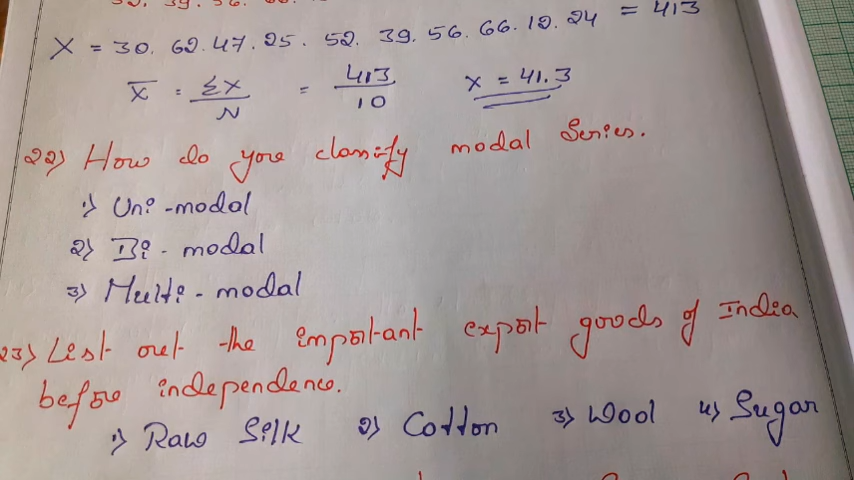 X = 30. 62. 47. 25. 52. 39. 56. 66. 12. 24 = 413
X̄ = ΣX/N = 413/10 X = 41.3
22) How do you classify modal Series.
1) Uni-modal
2) Bi-modal
3) Multi-modal
23) List out the important export goods of India
before independence.
1) Raw Silk 2) Cotton 3) Wool 4) Sugar